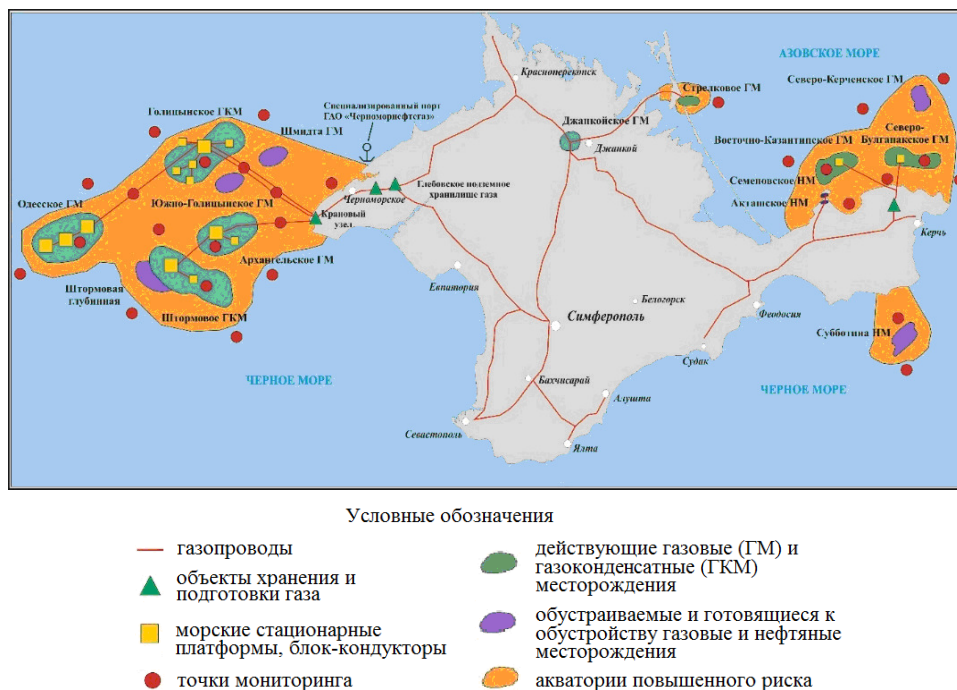 АЗОВСКОЕ МОРЕ
Северо-Керченское ГМ
Красноперекопск
Стрелковое ГМ
Голицынское ГКМ
Специализированный порт
ГАО «Черноморнефтегаз»
Шмидта ГМ
Джанкойское ГМ
Джанкой
Восточно-Казантипское ГМ
Северо-
Булганакское ГМ
Семеновское НМ
Акташское НМ
Глебовское подземное
хранилище газа
Черноморское
Одесское ГМ
Южно-Голицынское ГМ
Крановый
узел
Керчь
Архангельское ГМ
Евпатория
Штормовая
глубинная
Штормовое ГКМ
Белогорск
Симферополь
Феодосия
Субботина НМ
Судак
ЧЕРНОЕ МОРЕ
Бахчисарай
ЧЕРНОЕ МОРЕ
Алушта
Севастополь
Ялта
Условные обозначения
газопроводы
объекты хранения и
подготовки газа
морские стационарные
платформы, блок-кондукторы
точки мониторинга
действующие газовые (ГМ) и
газоконденсатные (ГКМ)
месторождения
обустраиваемые и готовящиеся к
обустройству газовые и нефтяные
месторождения
акватории повышенного риска